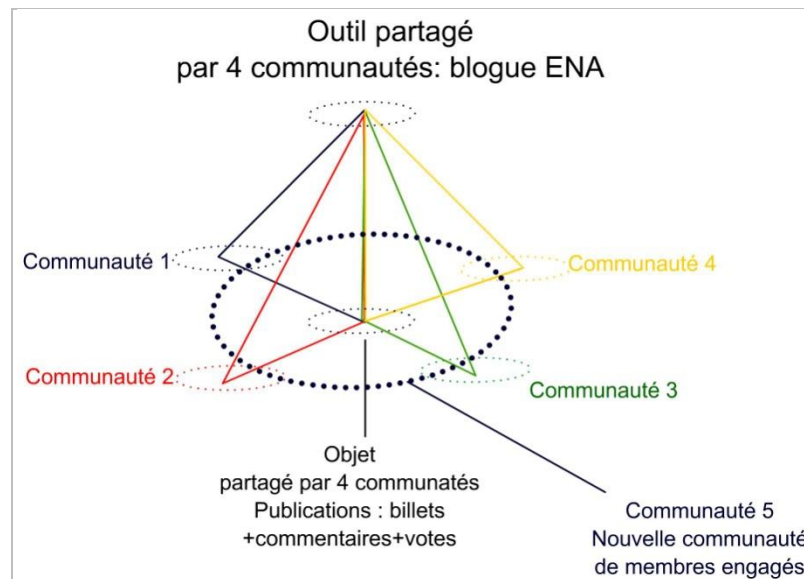 Outil partagé
par 4 communautés: blogue ENA
Communauté 1
Communauté 4
Communauté 2
Communauté 3
Objet
partagé par 4 communatés
Publications : billets
+commentaires+votes
Communauté 5
Nouvelle communauté
de membres engagés